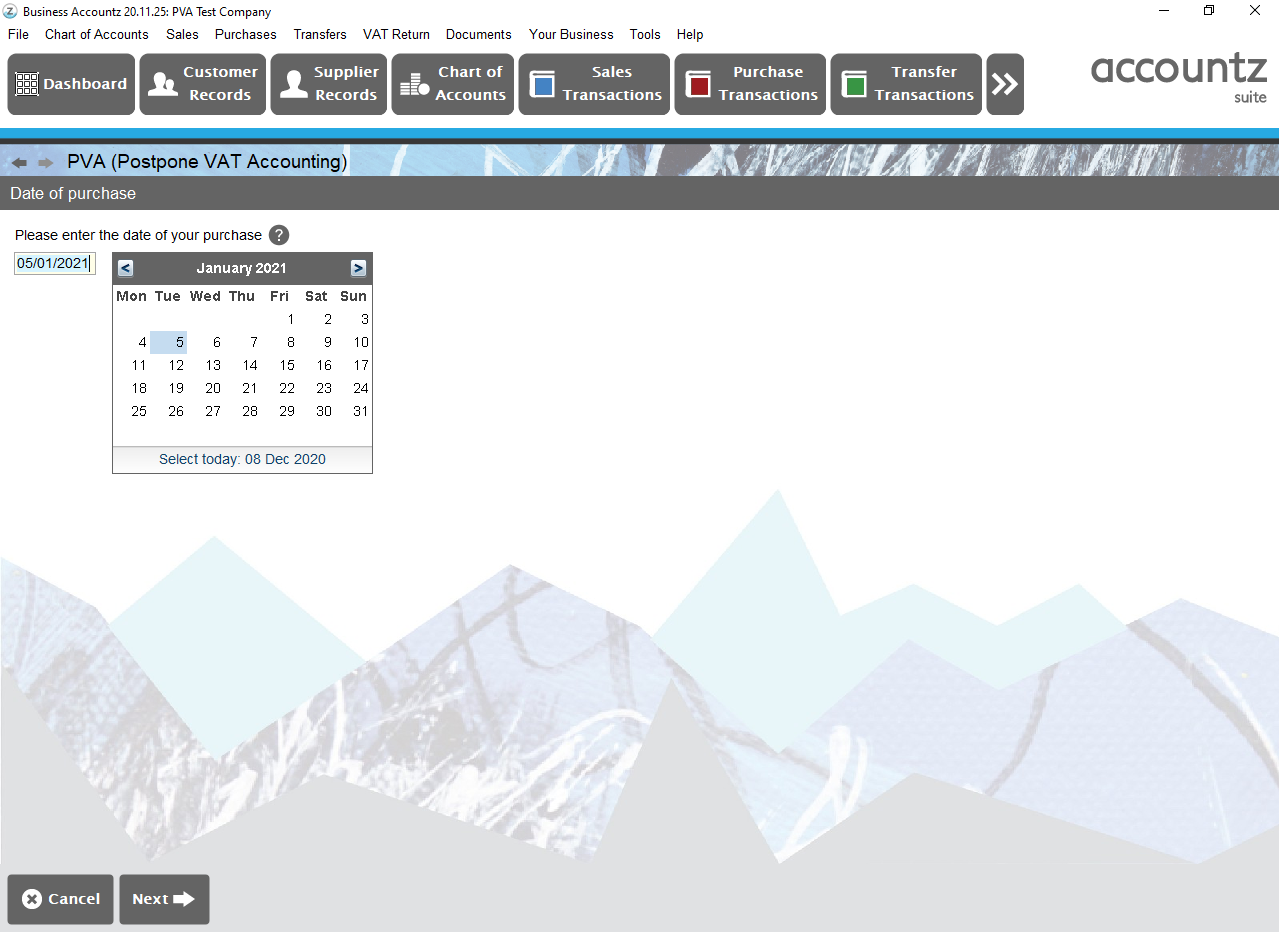 Business Accountz 20.11.25: PVA Test Company
File Chart of Accounts Sales Purchases Transfers VAT Return Documents Your Business Tools Help
Dashboard
Customer Records
Supplier Records
Chart of Accounts
Sales Transactions
Purchase Transactions
Transfer Transactions
accountz
suite
PVA (Postpone VAT Accounting)
Date of purchase
Please enter the date of your purchase ?
05/01/2021
< January 2021 >
Mon Tue Wed Thu Fri Sat Sun
1 2 3
4 5 6 7 8 9 10
11 12 13 14 15 16 17
18 19 20 21 22 23 24
25 26 27 28 29 30 31
Select today: 08 Dec 2020
Cancel Next